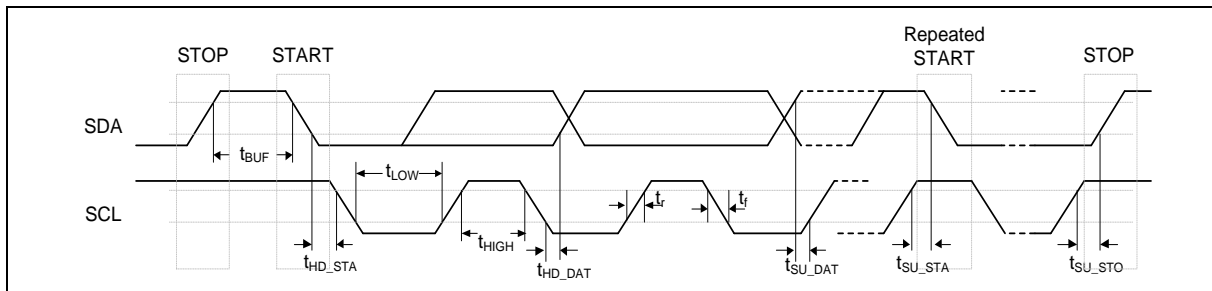 STOP
START
Repeated
START
STOP
SDA
tBUF
tLOW
SCL
tr
tf
tHIGH
tHD_STA
tHD_DAT
tSU_DAT
tSU_STA
tSU_STO